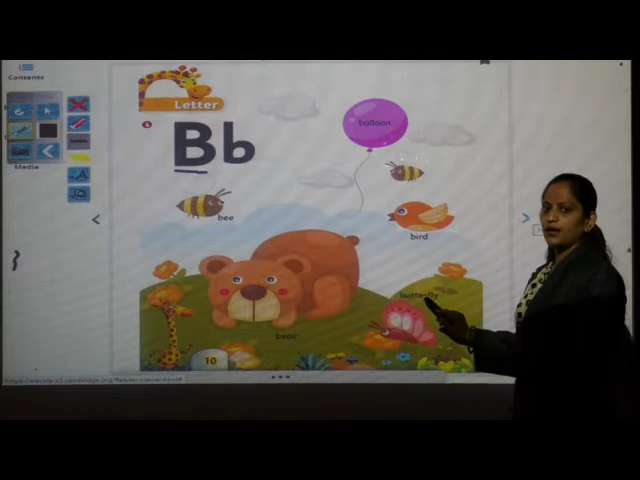 Contents
Letter
Bb
balloon
bee
bird
butterfly
bear
10
Media